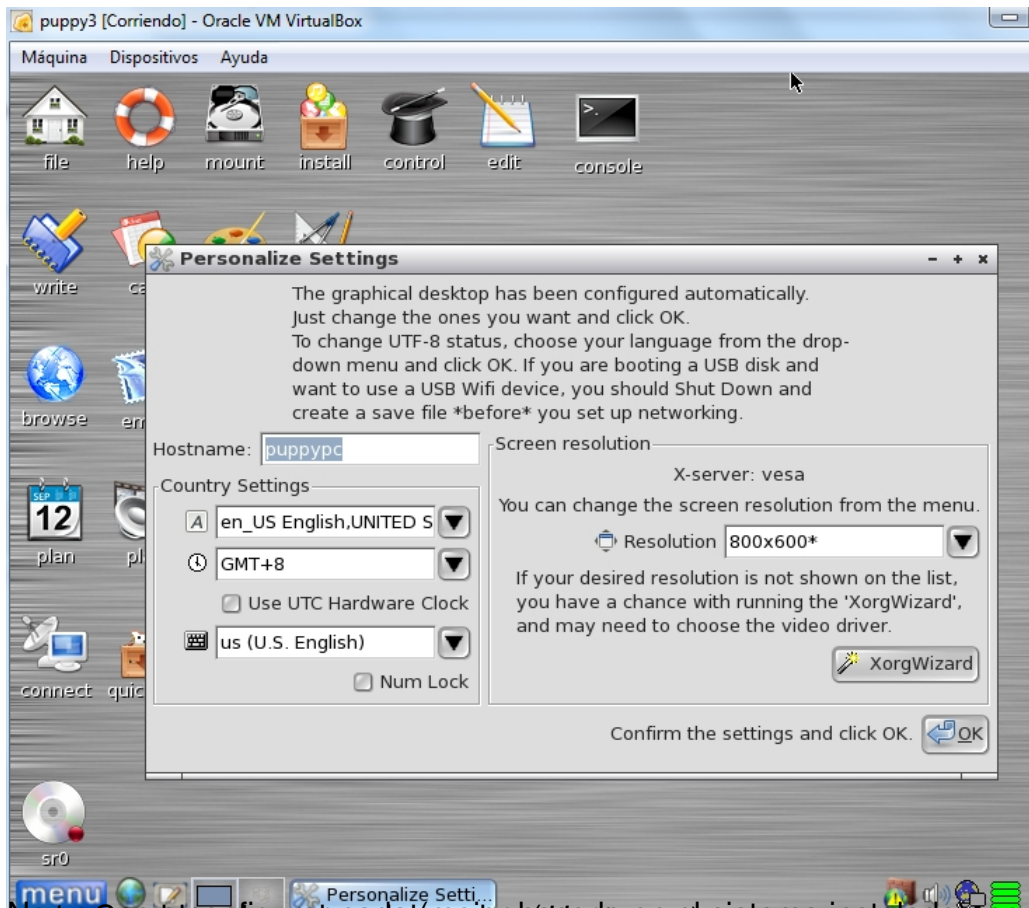 puppy3 [Corriendo] - Oracle VM VirtualBox
Máquina Dispositivos Ayuda
file help mount install control edit console
write
browse
SEP
12
plan
connect
sr0
Personalize Settings
The graphical desktop has been configured automatically.
Just change the ones you want and click OK.
To change UTF-8 status, choose your language from the drop-
down menu and click OK. If you are booting a USB disk and
want to use a USB Wifi device, you should Shut Down and
create a save file *before* you set up networking.
Hostname: puppypc
Country Settings
A
en_US English,UNITED S
GMT+8
Use UTC Hardware Clock
us (U.S. English)
Num Lock
Screen resolution
X-server: vesa
You can change the screen resolution from the menu.
Resolution 800x600*
If your desired resolution is not shown on the list,
you have a chance with running the 'XorgWizard',
and may need to choose the video driver.
XorgWizard
Confirm the settings and click OK. OK
menu Personalize Setti...